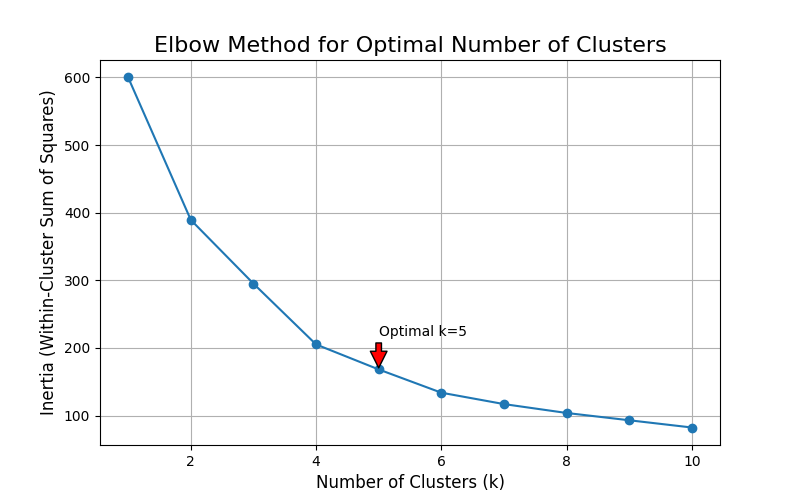 Elbow Method for Optimal Number of Clusters
Inertia (Within-Cluster Sum of Squares)
600
500
400
300
200
100
Optimal k=5
2 4 6 8 10
Number of Clusters (k)